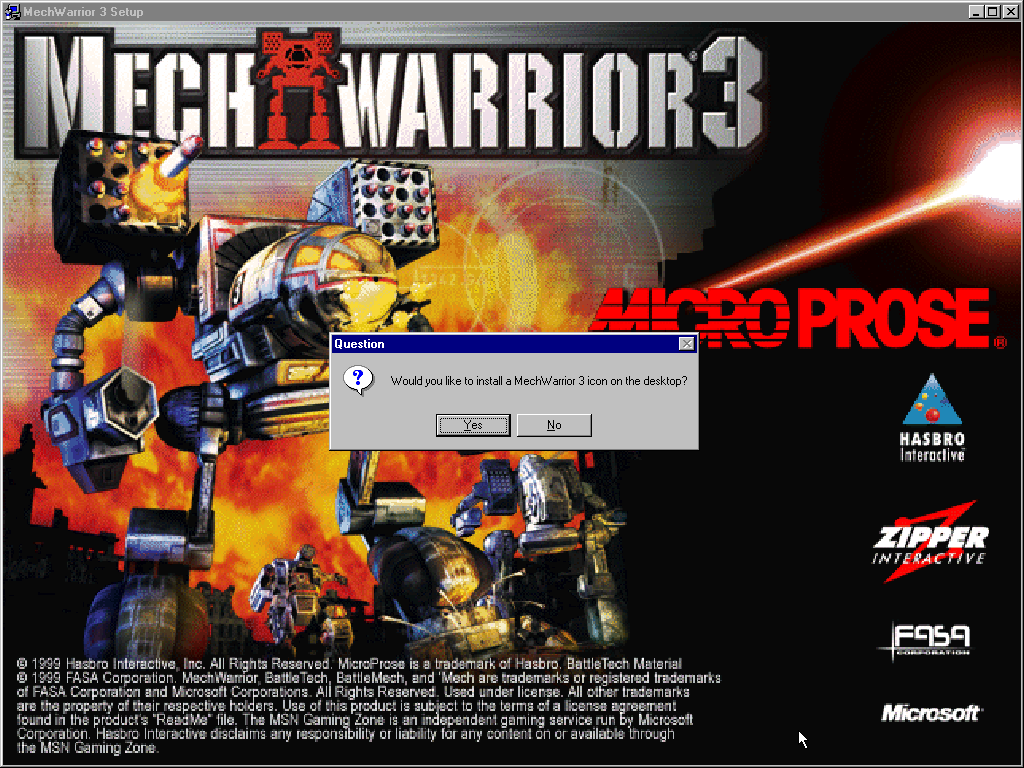 MechWarrior 3 Setup
MECHWARRIOR 3
MICRO PROSE®
Question
Would you like to install a MechWarrior 3 icon on the desktop?
Yes
No
HASBRO
Interactive™
ZIPPER
INTERACTIVE
FASA
CORPORATION
© 1999 Hasbro Interactive, Inc. All Rights Reserved. MicroProse is a trademark of Hasbro. BattleTech Material
© 1999 FASA Corporation. MechWarrior, BattleTech, BattleMech, and 'Mech are trademarks or registered trademarks
of FASA Corporation and Microsoft Corporations. All Rights Reserved. Used under license. All other trademarks
are the property of their respective holders. Use of this product is subject to the terms of a license agreement
found in the product's "ReadMe" file. The MSN Gaming Zone is an independent gaming service run by Microsoft
Corporation. Hasbro Interactive disclaims any responsibility or liability for any content on or available through
the MSN Gaming Zone.
Microsoft